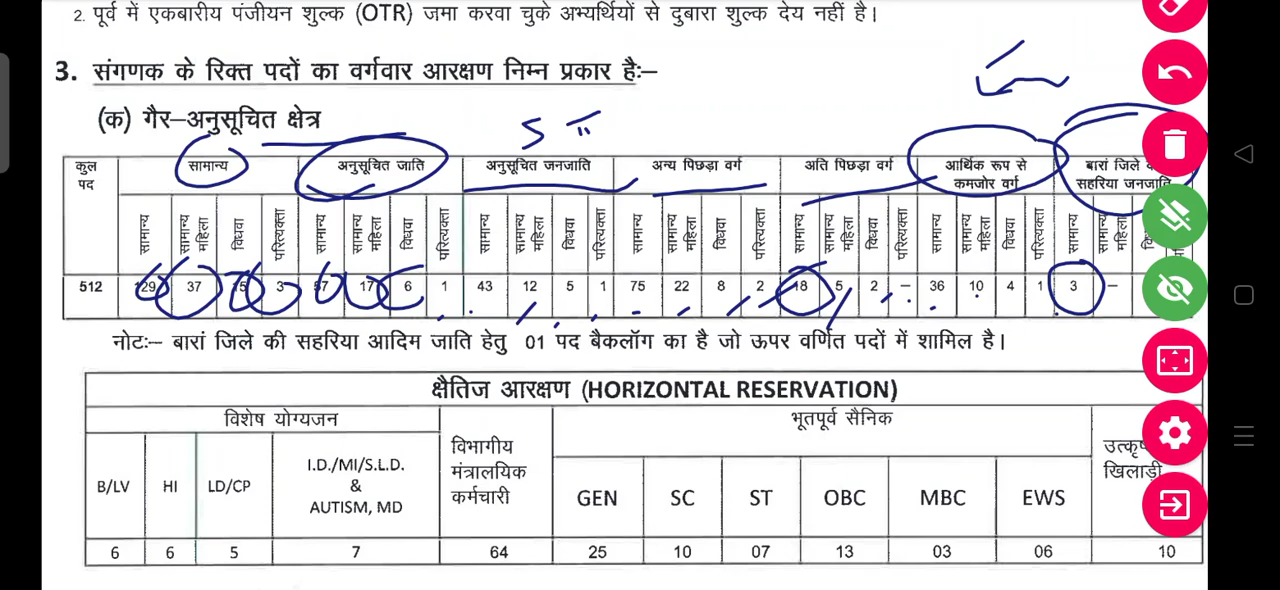 2. पूर्व में एकबारीय पंजीयन शुल्क (OTR) जमा करवा चुके अभ्यर्थियों से दुबारा शुल्क देय नहीं है।
3. संगणक के रिक्त पदों का वर्गवार आरक्षण निम्न प्रकार है:–
(क) गैर–अनुसूचित क्षेत्र
कुल पद सामान्य अनुसूचित जाति अनुसूचित जनजाति अन्य पिछड़ा वर्ग अति पिछड़ा वर्ग आर्थिक रूप से कमजोर वर्ग बारां जिले सहरिया जनजाति
सामान्य सामान्य महिला विधवा परित्यक्ता सामान्य सामान्य महिला विधवा परित्यक्ता सामान्य सामान्य महिला विधवा परित्यक्ता सामान्य सामान्य महिला विधवा परित्यक्ता सामान्य सामान्य महिला विधवा परित्यक्ता सामान्य सामान्य महिला विधवा परित्यक्ता सामान्य सामान्य महिला
512 129 37 3 17 6 1 43 12 5 1 75 22 8 2 18 5 2 – 36 10 4 1 3 –
नोटः– बारां जिले की सहरिया आदिम जाति हेतु 01 पद बैकलॉग का है जो ऊपर वर्णित पदों में शामिल है।
क्षैतिज आरक्षण (HORIZONTAL RESERVATION)
विशेष योग्यजन विभागीय मंत्रालयिक कर्मचारी भूतपूर्व सैनिक खिलाड़ी
B/LV HI LD/CP I.D./MI/S.L.D. & AUTISM, MD GEN SC ST OBC MBC EWS
6 6 5 7 64 25 10 07 13 03 06 10